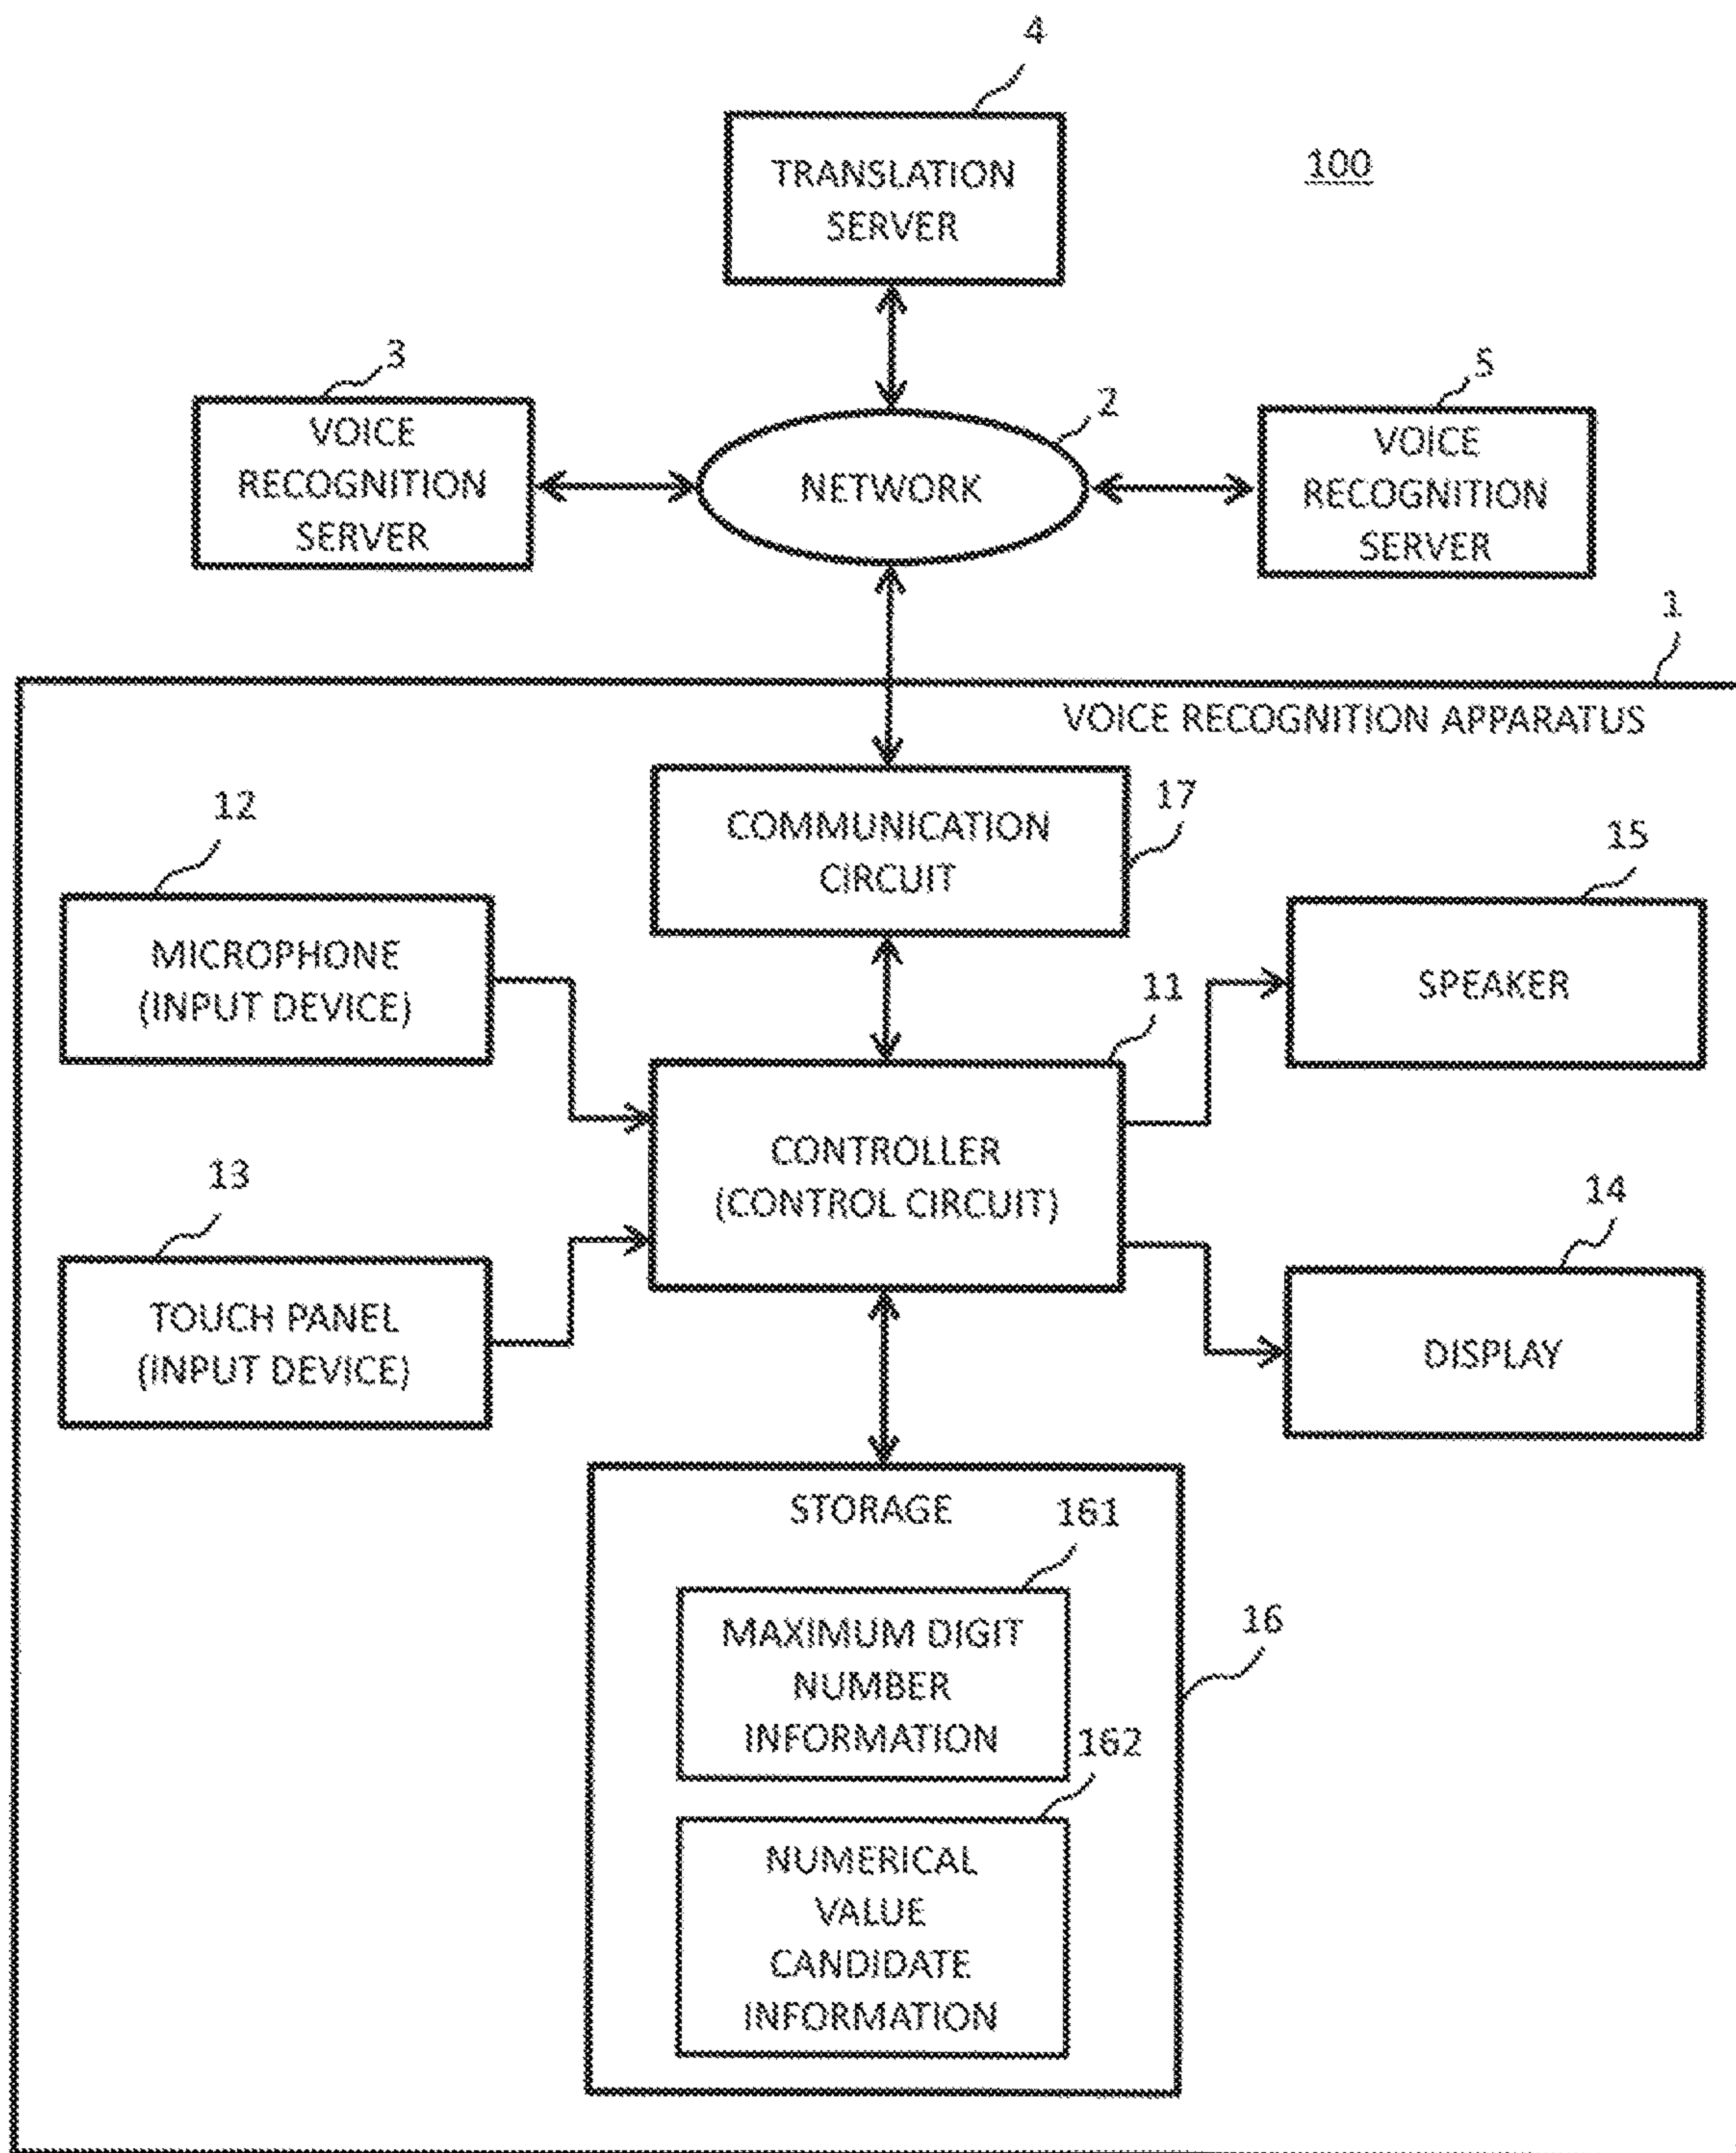 4
100
TRANSLATION
SERVER
3
VOICE
RECOGNITION
SERVER
2
NETWORK
5
VOICE
RECOGNITION
SERVER
1
VOICE RECOGNITION APPARATUS
17
COMMUNICATION
CIRCUIT
12
MICROPHONE
(INPUT DEVICE)
15
SPEAKER
11
CONTROLLER
(CONTROL CIRCUIT)
13
TOUCH PANEL
(INPUT DEVICE)
14
DISPLAY
STORAGE
161
MAXIMUM DIGIT
NUMBER
INFORMATION
16
162
NUMERICAL
VALUE
CANDIDATE
INFORMATION